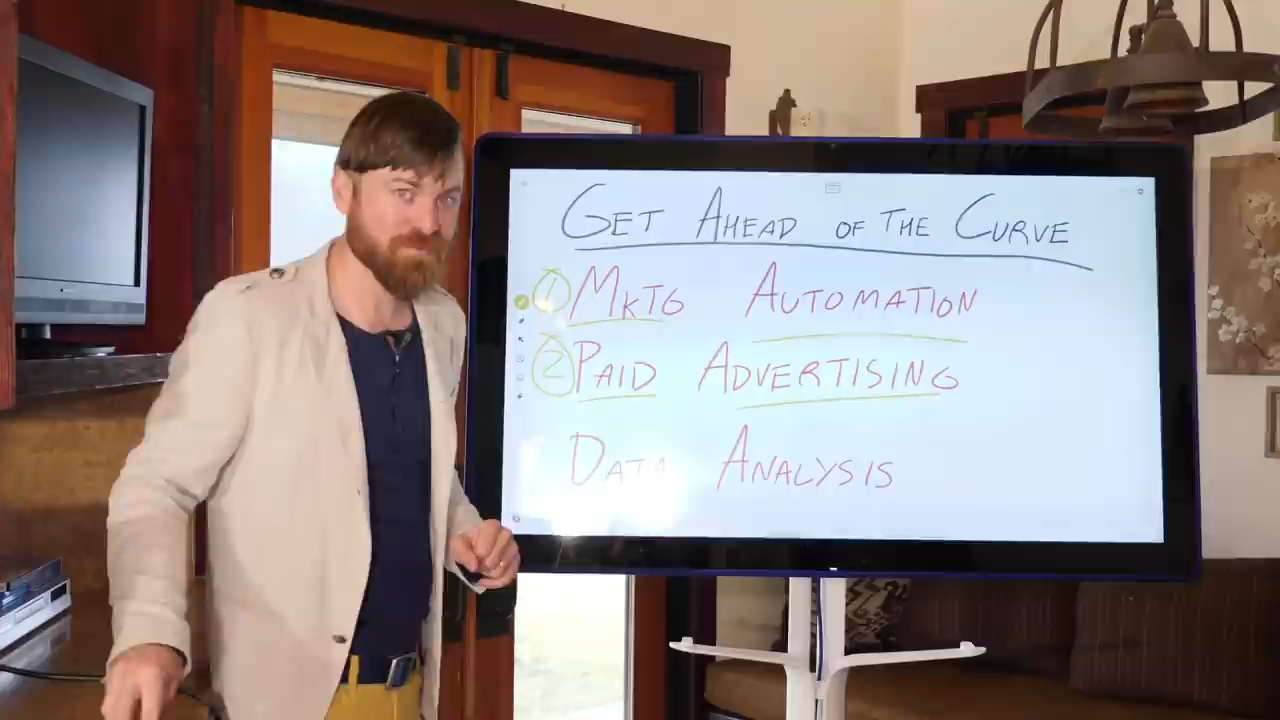 GET AHEAD OF THE CURVE
1 MKTG AUTOMATION
2 PAID ADVERTISING
DATA ANALYSIS